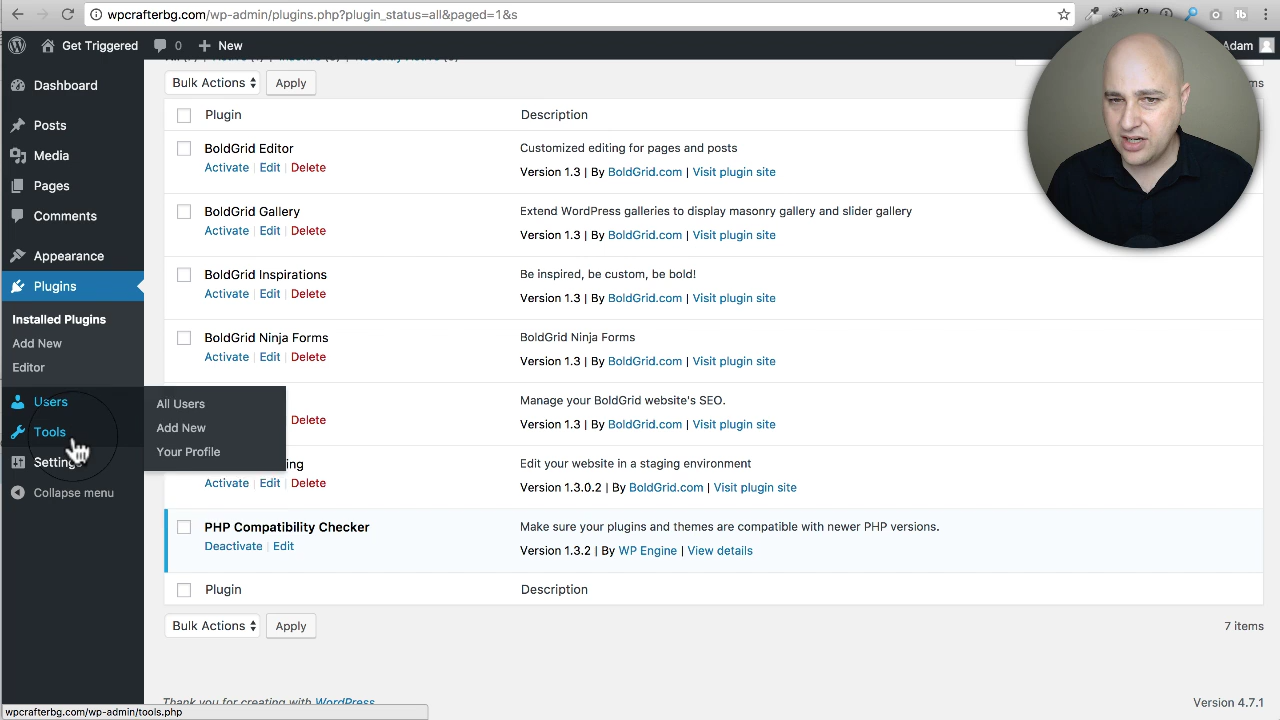 wpcrafterbg.com/wp-admin/plugins.php?plugin_status=all&paged=1&s
Get Triggered 0 New Adam
Dashboard
Posts
Media
Pages
Comments
Appearance
Plugins
Installed Plugins
Add New
Editor
Users
Tools
Settings
Collapse menu
All Users
Add New
Your Profile
Bulk Actions Apply
Plugin Description
BoldGrid Editor Customized editing for pages and posts
Activate | Edit | Delete Version 1.3 | By BoldGrid.com | Visit plugin site
BoldGrid Gallery Extend WordPress galleries to display masonry gallery and slider gallery
Activate | Edit | Delete Version 1.3 | By BoldGrid.com | Visit plugin site
BoldGrid Inspirations Be inspired, be custom, be bold!
Activate | Edit | Delete Version 1.3 | By BoldGrid.com | Visit plugin site
BoldGrid Ninja Forms BoldGrid Ninja Forms
Activate | Edit | Delete Version 1.3 | By BoldGrid.com | Visit plugin site
Manage your BoldGrid website's SEO.
Delete Version 1.3 | By BoldGrid.com | Visit plugin site
Edit your website in a staging environment
Activate | Edit | Delete Version 1.3.0.2 | By BoldGrid.com | Visit plugin site
PHP Compatibility Checker Make sure your plugins and themes are compatible with newer PHP versions.
Deactivate | Edit Version 1.3.2 | By WP Engine | View details
Plugin Description
Bulk Actions Apply 7 items
Thank you for creating with WordPress Version 4.7.1
wpcrafterbg.com/wp-admin/tools.php